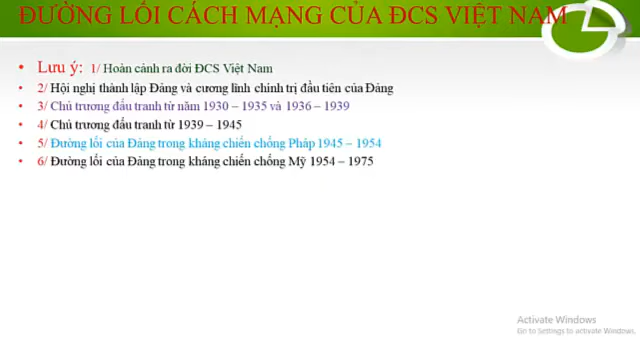 ĐƯỜNG LỐI CÁCH MẠNG CỦA ĐCS VIỆT NAM
• Lưu ý: 1/ Hoàn cảnh ra đời ĐCS Việt Nam
• 2/ Hội nghị thành lập Đảng và cương lĩnh chính trị đầu tiên của Đảng
• 3/ Chủ trương đấu tranh từ năm 1930 – 1935 và 1936 – 1939
• 4/ Chủ trương đấu tranh từ 1939 – 1945
• 5/ Đường lối của Đảng trong kháng chiến chống Pháp 1945 – 1954
• 6/ Đường lối của Đảng trong kháng chiến chống Mỹ 1954 – 1975
Activate Windows
Go to Settings to activate Windows.